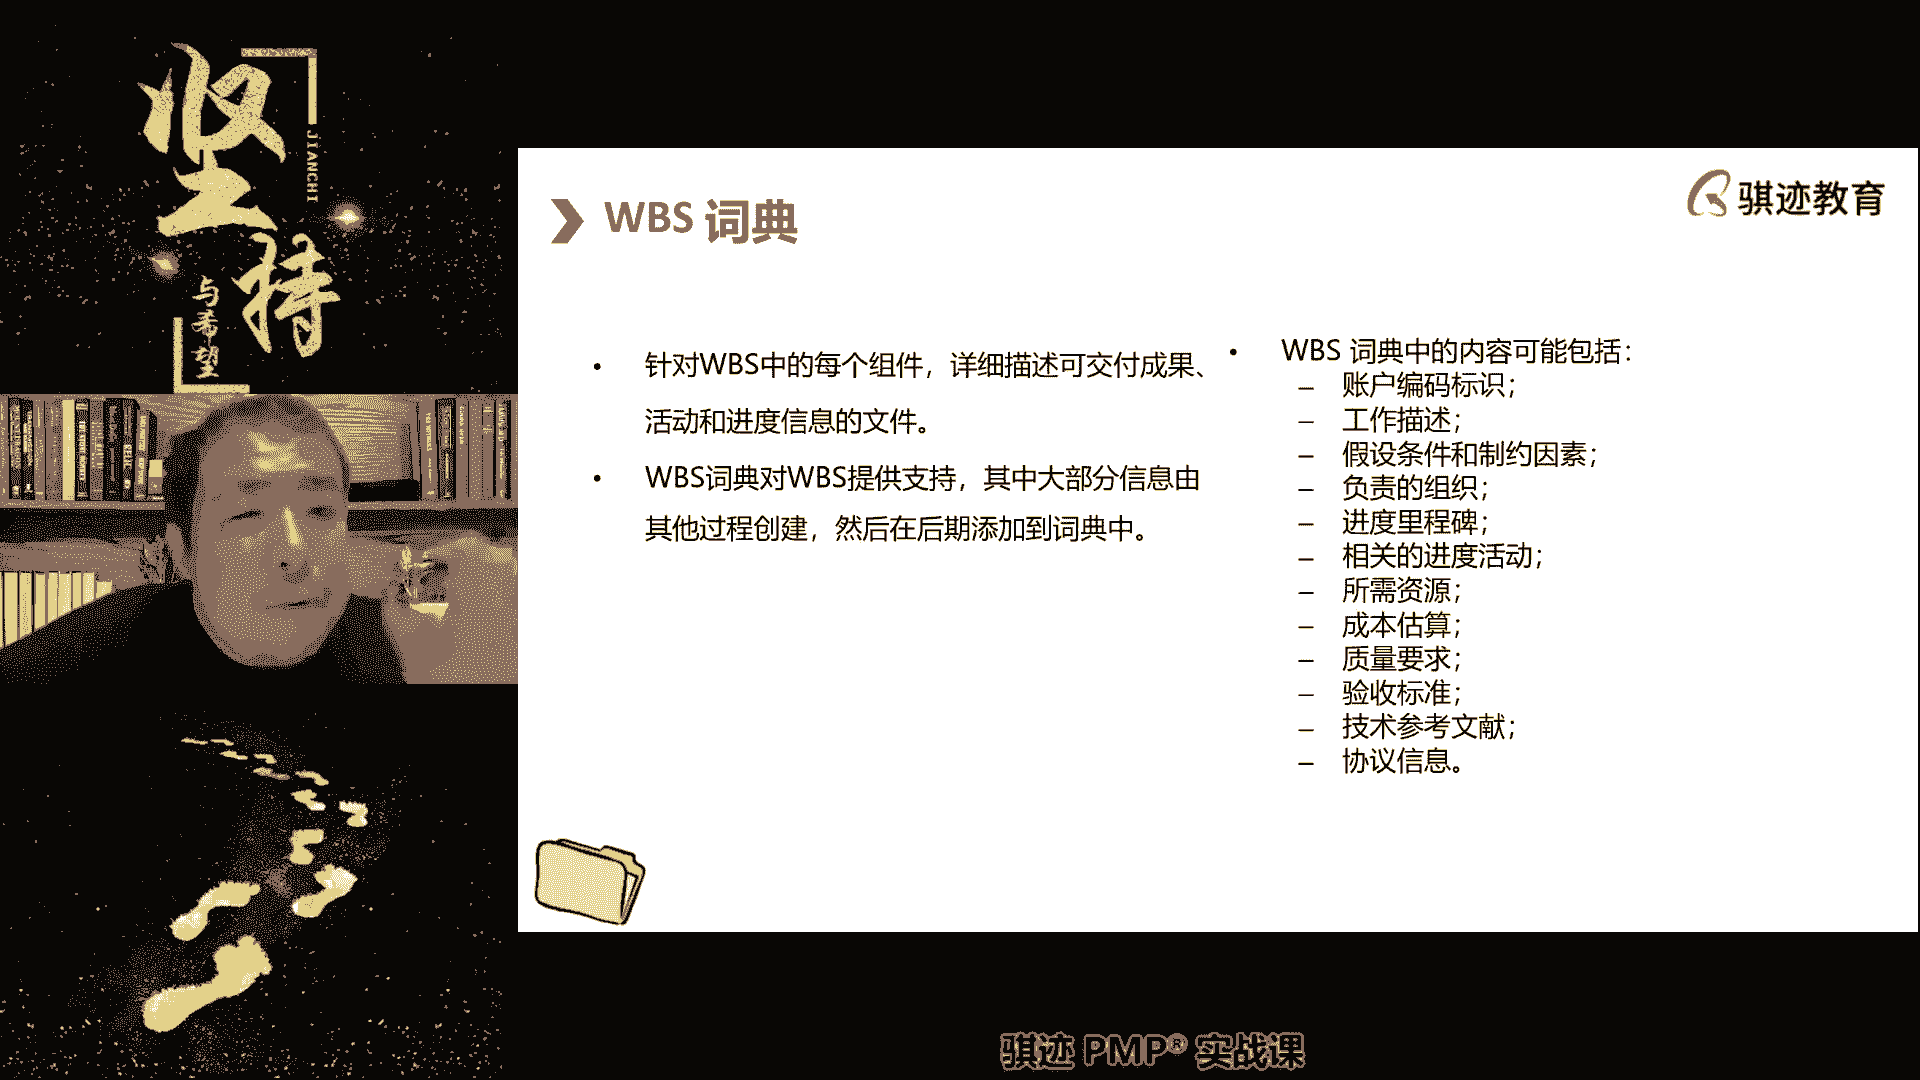 坚持
JIANCHI
与希望
骐迹教育
WBS 词典
• 针对WBS中的每个组件，详细描述可交付成果、
活动和进度信息的文件。
• WBS词典对WBS提供支持，其中大部分信息由
其他过程创建，然后在后期添加到词典中。
• WBS 词典中的内容可能包括：
– 账户编码标识；
– 工作描述；
– 假设条件和制约因素；
– 负责的组织；
– 进度里程碑；
– 相关的进度活动；
– 所需资源；
– 成本估算；
– 质量要求；
– 验收标准；
– 技术参考文献；
– 协议信息。
骐迹 PMP® 实战课